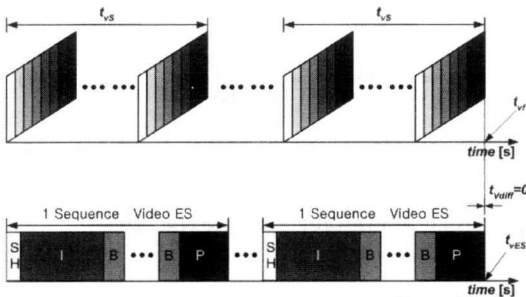 t_vS t_vS
t_vf
time [s]
t_vdiff=0
1 Sequence Video ES 1 Sequence Video ES
S H I B B P S H I B B P
t_vES
time [s]